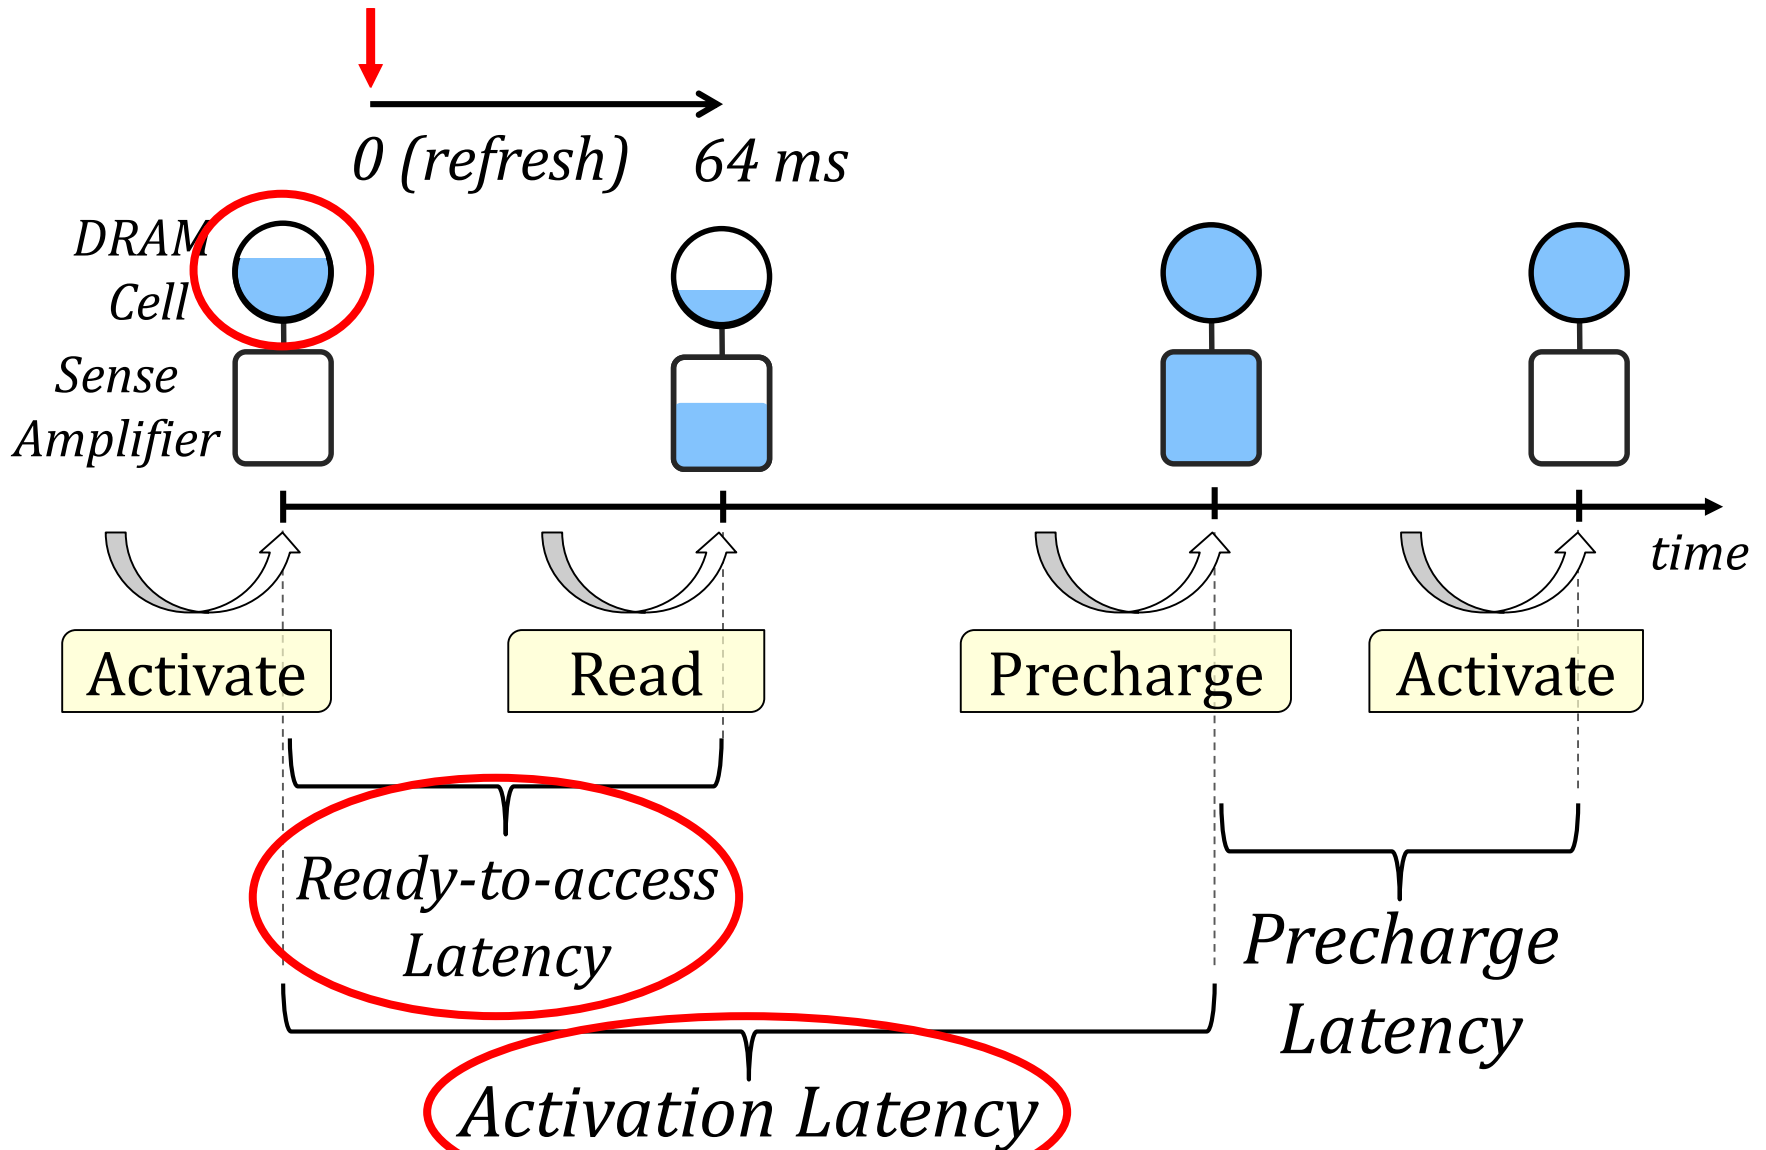 0 (refresh) 64 ms
DRAM
Cell
Sense
Amplifier
time
Activate Read Precharge Activate
Ready-to-access
Latency
Precharge
Latency
Activation Latency